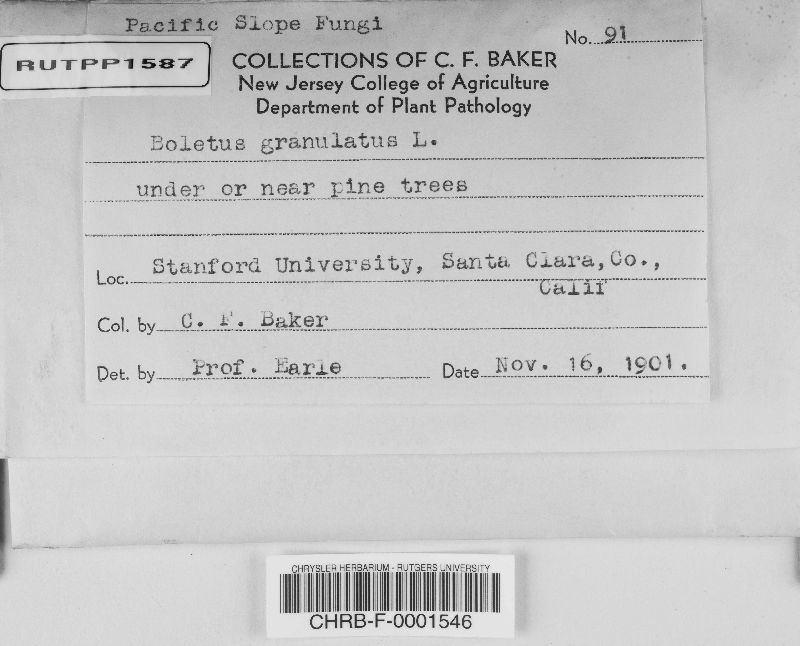 Pacific Slope Fungi
No. 91
RUTPP1587
COLLECTIONS OF C. F. BAKER
New Jersey College of Agriculture
Department of Plant Pathology
Boletus granulatus L.
under or near pine trees
Loc. Stanford University, Santa Clara, Co.,
Calif
Col. by C. F. Baker
Det. by Prof. Earle Date Nov. 16, 1901.
CHRYSLER HERBARIUM - RUTGERS UNIVERSITY
CHRB-F-0001546